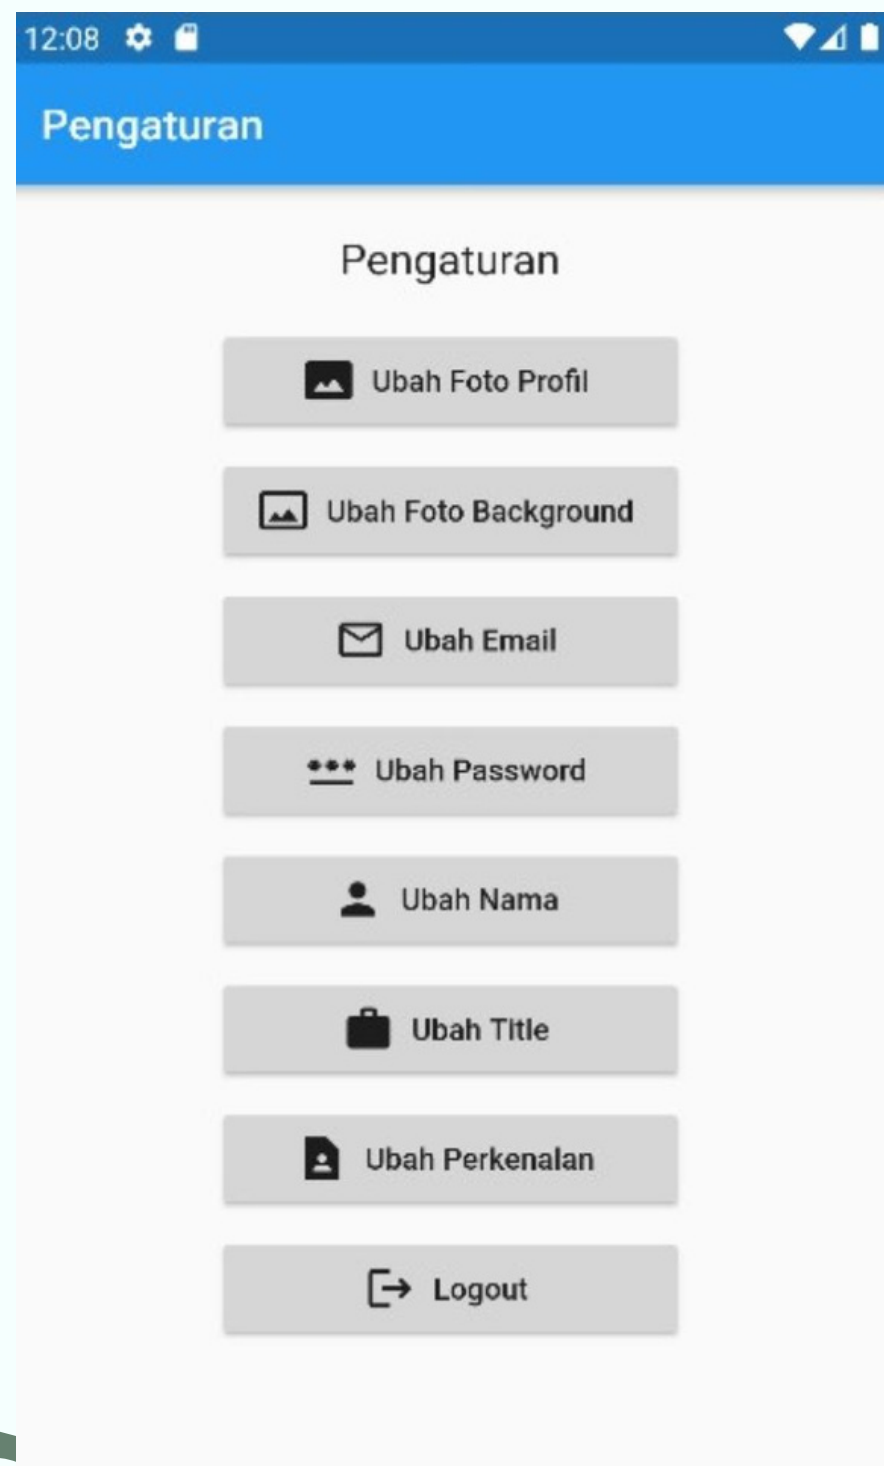 12:08
Pengaturan
Pengaturan
Ubah Foto Profil
Ubah Foto Background
Ubah Email
Ubah Password
Ubah Nama
Ubah Title
Ubah Perkenalan
Logout